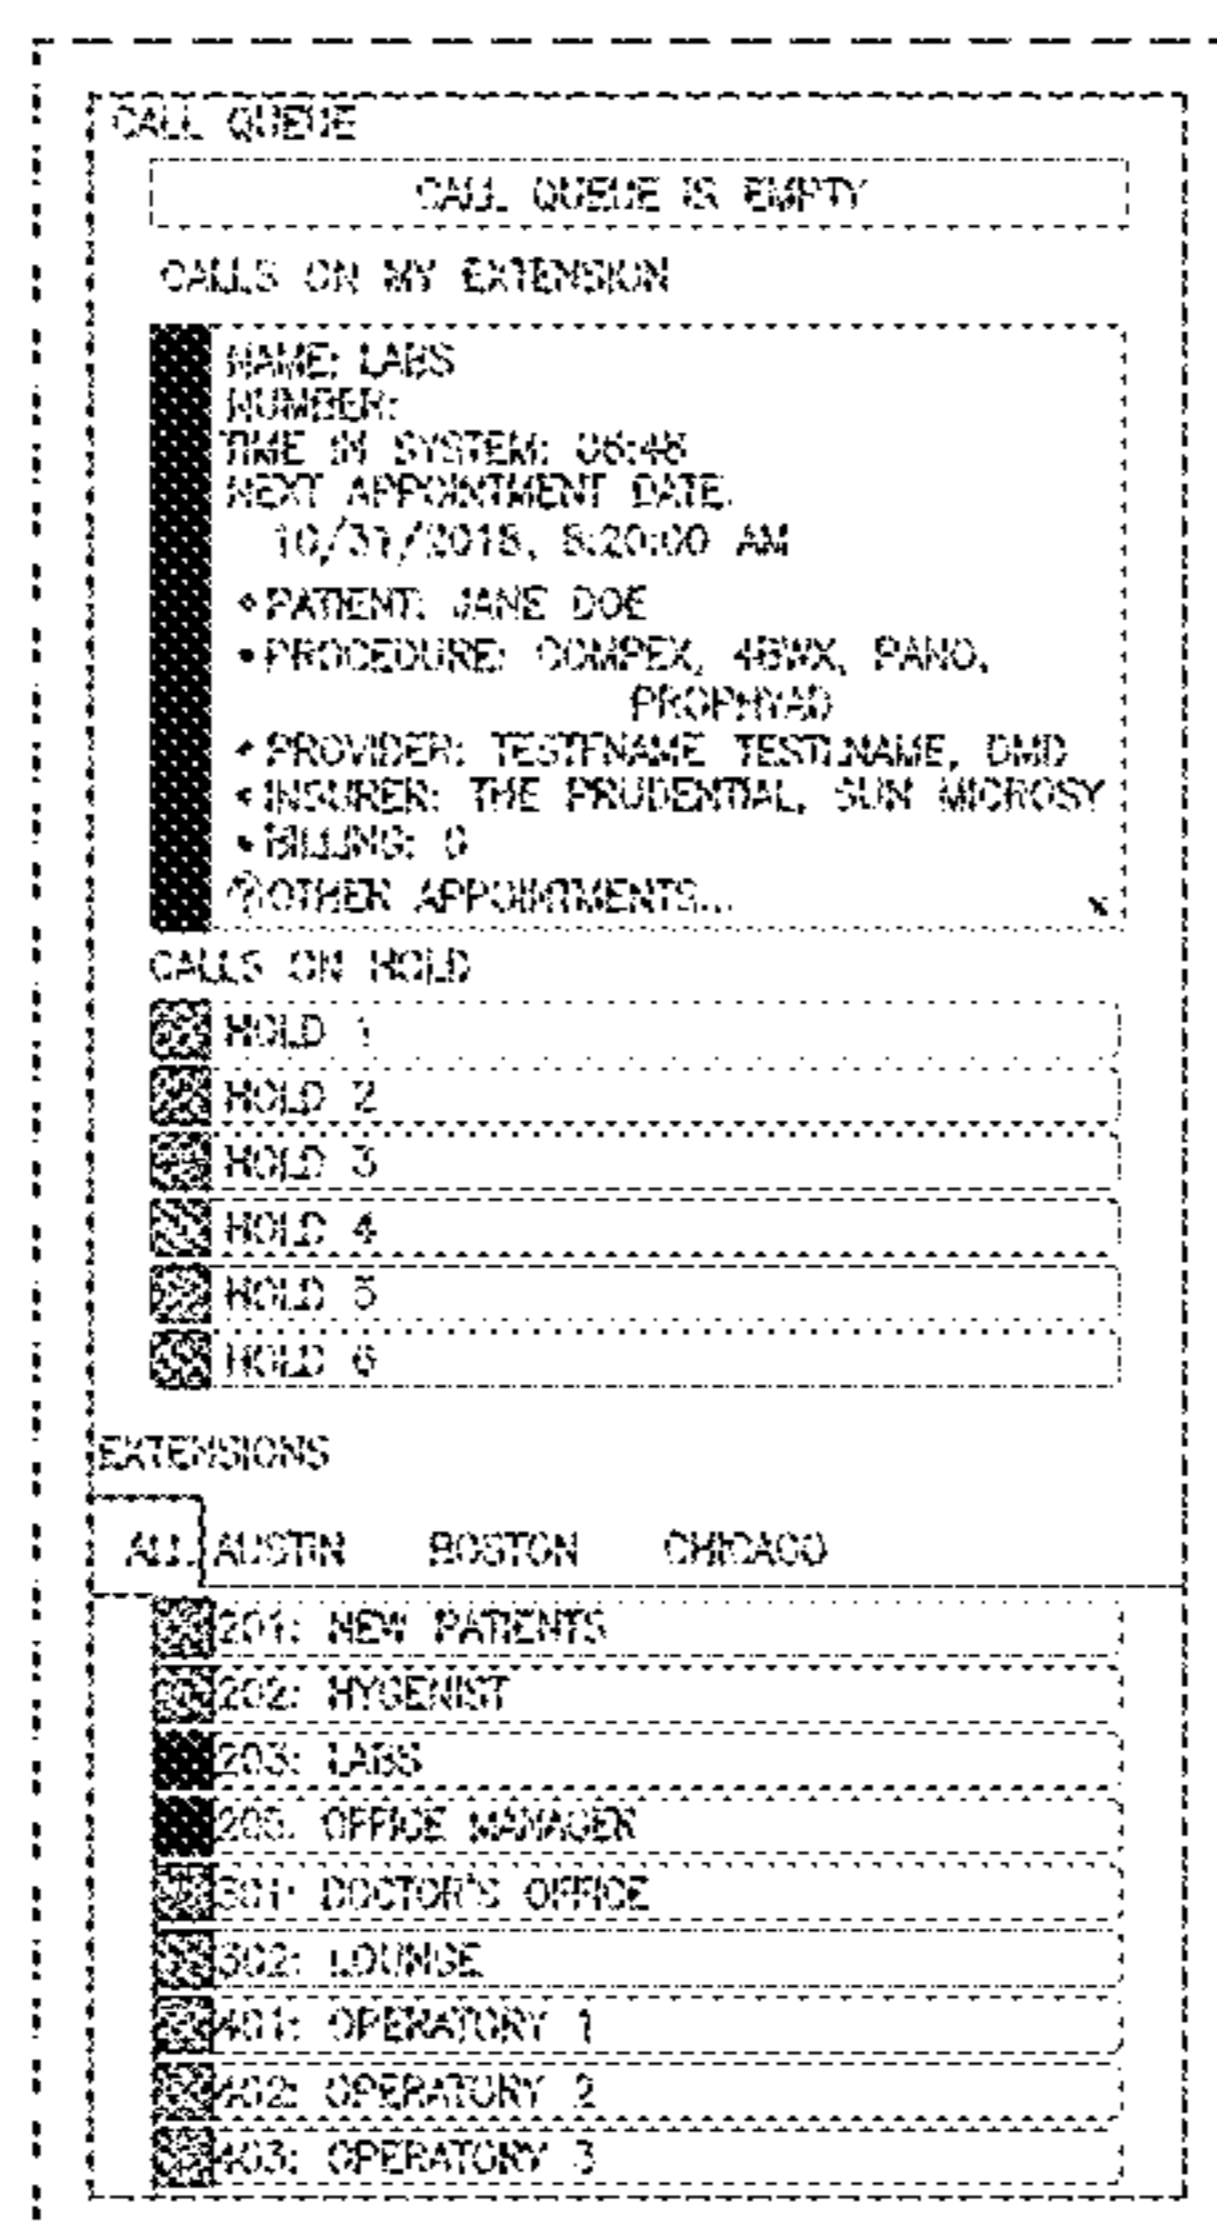 CALL QUEUE
CALL QUEUE IS EMPTY
CALLS ON MY EXTENSION
NAME: LABS
NUMBER:
TIME IN SYSTEM: 06:46
NEXT APPOINTMENT DATE:
10/31/2018, 8:20:00 AM
• PATIENT: JANE DOE
• PROCEDURE: COMPEX, 4BWX, PANO,
PROPHYAD
• PROVIDER: TESTFNAME TESTLNAME, DMD
• INSURER: THE PRUDENTIAL, SUN MICROSY
• BILLING: 0
OTHER APPOINTMENTS...
CALLS ON HOLD
HOLD 1
HOLD 2
HOLD 3
HOLD 4
HOLD 5
HOLD 6
EXTENSIONS
ALL AUSTIN BOSTON CHICAGO
201: NEW PATIENTS
202: HYGENIST
203: LABS
205: OFFICE MANAGER
301: DOCTOR'S OFFICE
302: LOUNGE
401: OPERATORY 1
402: OPERATORY 2
403: OPERATORY 3